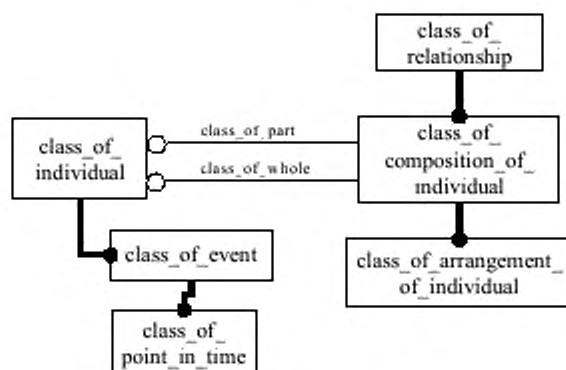 class_of_
relationship
class_of_
individual
class_of_part
class_of_whole
class_of_
composition_of_
individual
class_of_event
class_of_arrangement_
of_individual
class_of_
point_in_time